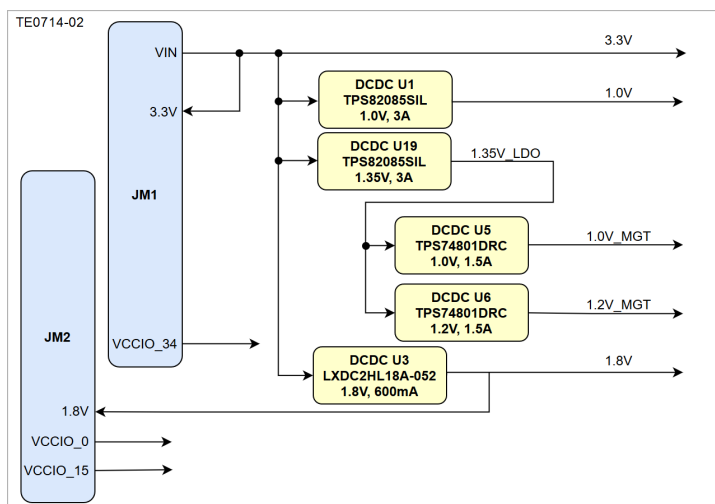 TE0714-02
VIN
3.3V
3.3V
DCDC U1
TPS82085SIL
1.0V, 3A
1.0V
DCDC U19
TPS82085SIL
1.35V, 3A
1.35V_LDO
JM1
DCDC U5
TPS74801DRC
1.0V, 1.5A
1.0V_MGT
DCDC U6
TPS74801DRC
1.2V, 1.5A
1.2V_MGT
JM2
VCCIO_34
DCDC U3
LXDC2HL18A-052
1.8V, 600mA
1.8V
1.8V
VCCIO_0
VCCIO_15